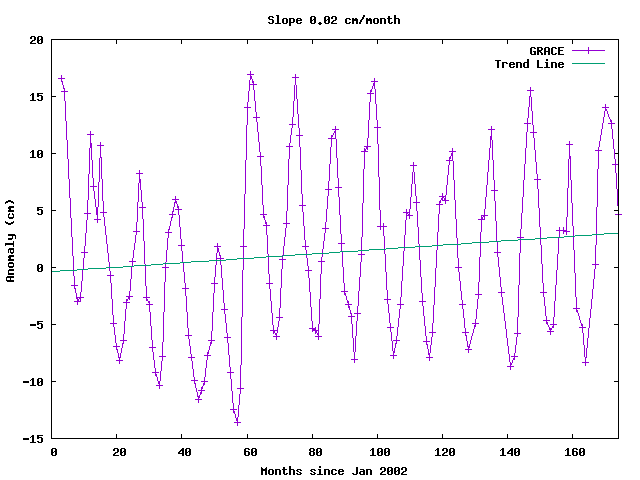 Slope 0.02 cm/month
GRACE
Trend Line
20
15
10
5
0
-5
-10
-15
Anomaly (cm)
0 20 40 60 80 100 120 140 160
Months since Jan 2002